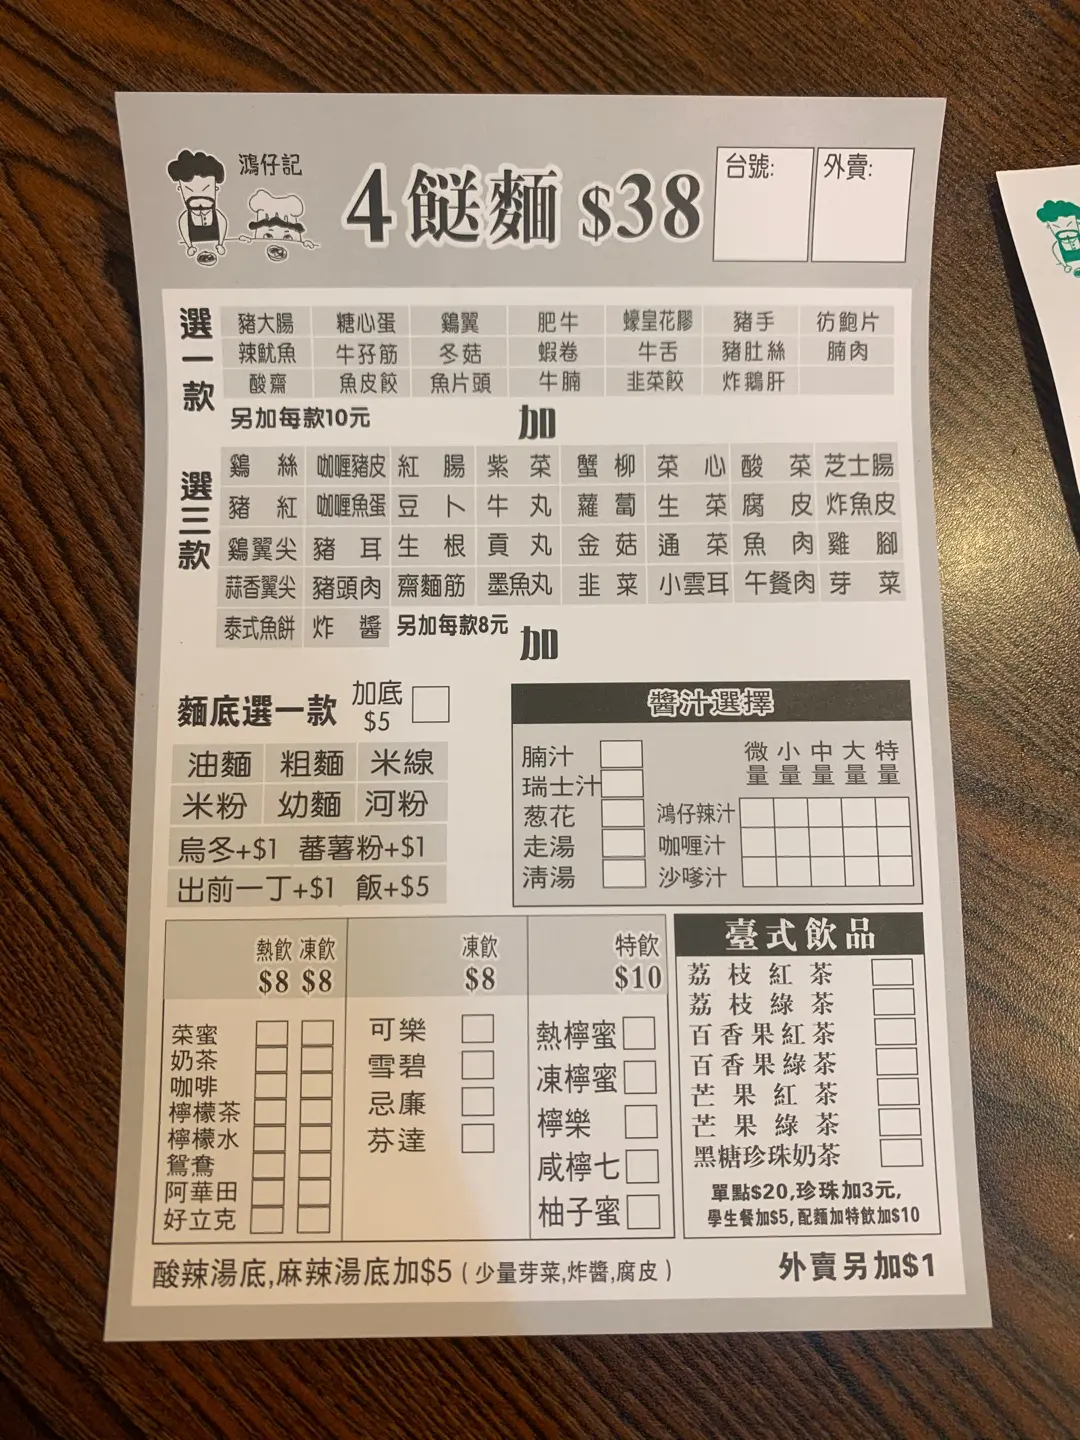 鴻仔記
4餸麵 $38
台號:
外賣:
選一款
豬大腸 糖心蛋 鷄翼 肥牛 蠔皇花膠 豬手 彷鮑片
辣魷魚 牛孖筋 冬菇 蝦卷 牛舌 豬肚絲 腩肉
酸齋 魚皮餃 魚片頭 牛腩 韭菜餃 炸鵝肝
另加每款10元
加
選三款
鷄絲 咖喱豬皮 紅腸 紫菜 蟹柳 菜心 酸菜 芝士腸
豬紅 咖喱魚蛋 豆卜 牛丸 蘿蔔 生菜 腐皮 炸魚皮
鷄翼尖 豬耳 生根 貢丸 金菇 通菜 魚肉 雞腳
蒜香翼尖 豬頭肉 齋麵筋 墨魚丸 韭菜 小雲耳 午餐肉 芽菜
泰式魚餅 炸醬 另加每款8元
加
麵底選一款 加底 $5
油麵 粗麵 米線
米粉 幼麵 河粉
烏冬+$1 蕃薯粉+$1
出前一丁+$1 飯+$5
醬汁選擇
腩汁
瑞士汁
葱花
走湯
清湯
微量 小量 中量 大量 特量
鴻仔辣汁
咖喱汁
沙嗲汁
熱飲 凍飲
$8 $8
菜蜜
奶茶
咖啡
檸檬茶
檸檬水
鴛鴦
阿華田
好立克
凍飲
$8
可樂
雪碧
忌廉
芬達
特飲
$10
熱檸蜜
凍檸蜜
檸樂
咸檸七
柚子蜜
臺式飲品
荔枝紅茶
荔枝綠茶
百香果紅茶
百香果綠茶
芒果紅茶
芒果綠茶
黑糖珍珠奶茶
單點$20,珍珠加3元,
學生餐加$5,配麵加特飲加$10
酸辣湯底,麻辣湯底加$5(少量芽菜,炸醬,腐皮)
外賣另加$1